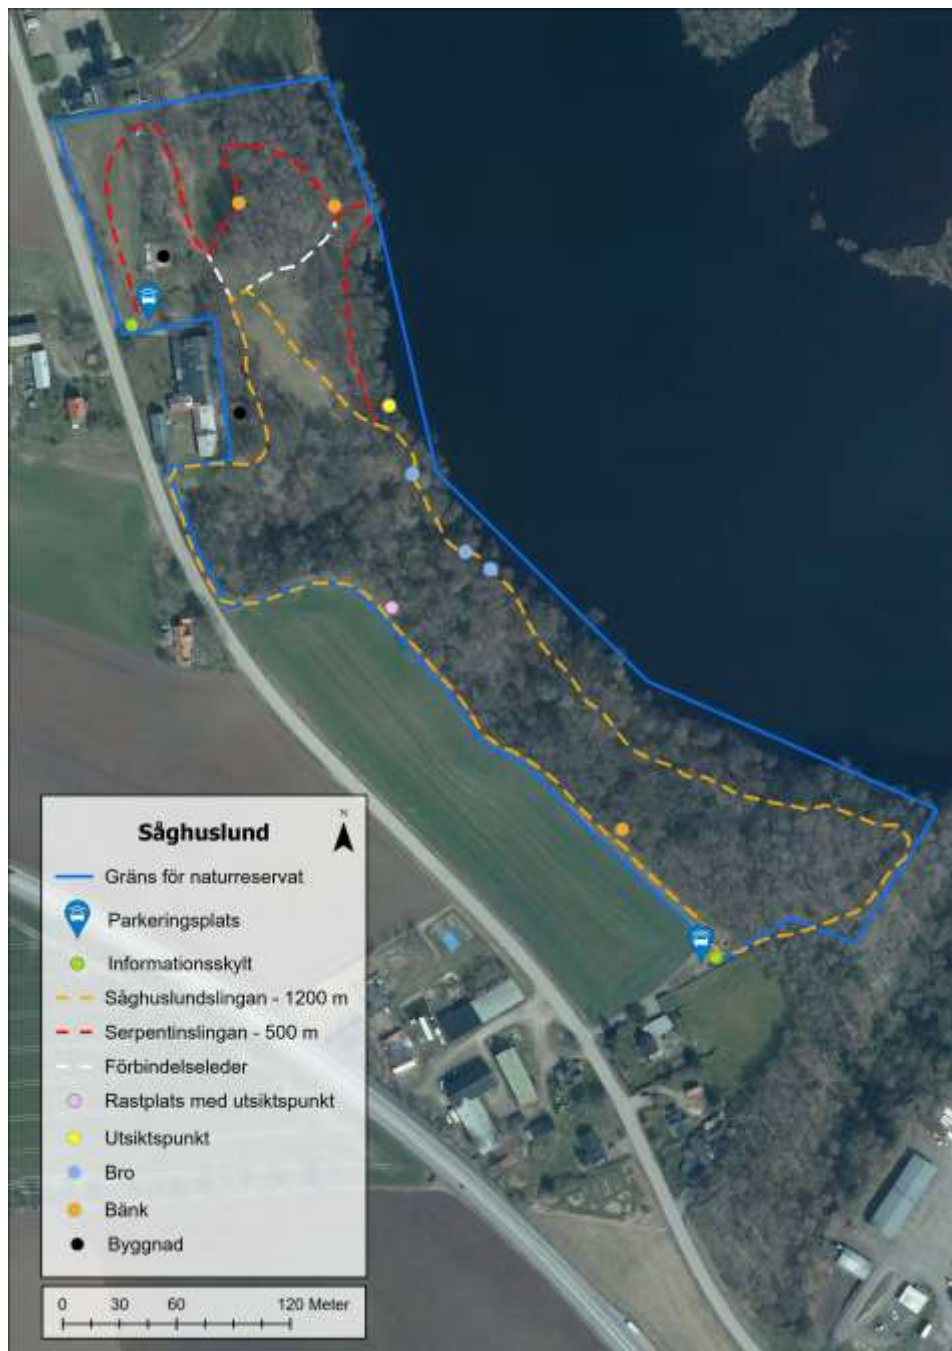 N
Såghuslund
Gräns för naturreservat
Parkeringsplats
Informationsskylt
Såghuslundslingan - 1200 m
Serpentinslingan - 500 m
Förbindelseleder
Rastplats med utsiktspunkt
Utsiktspunkt
Bro
Bänk
Byggnad
0 30 60 120 Meter